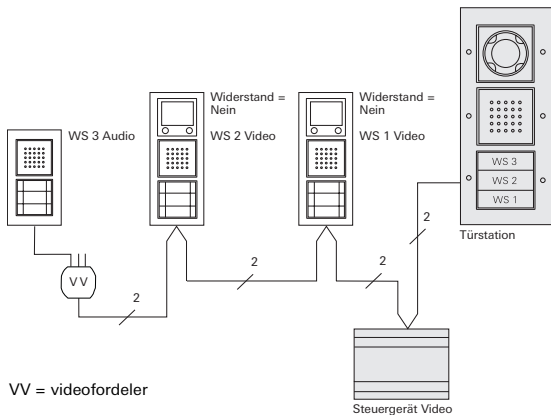 Widerstand =
Nein
WS 3 Audio
WS 2 Video
Widerstand =
Nein
WS 1 Video
WS 3
WS 2
WS 1
Türstation
2
2
2
2
VV
VV = videofordeler
Steuergerät Video